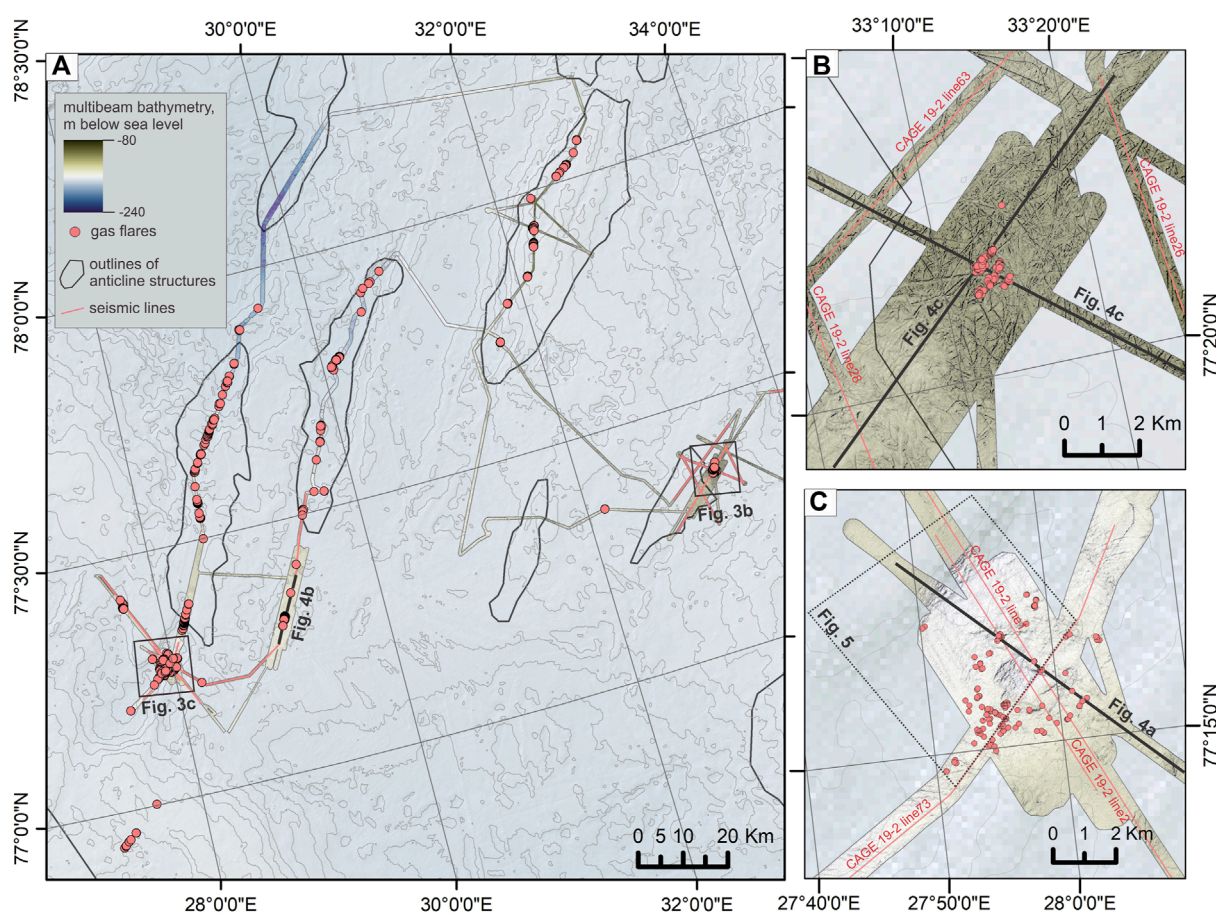 30°0'0"E
32°0'0"E
34°0'0"E
78°30'0"N
78°0'0"N
77°30'0"N
77°0'0"N
A
multibeam bathymetry,
m below sea level
-80
-240
gas flares
outlines of
anticline structures
seismic lines
Fig. 4b
Fig. 3b
Fig. 3c
0 5 10 20 Km
28°0'0"E
30°0'0"E
32°0'0"E
33°10'0"E
33°20'0"E
B
CAGE 19-2 line63
CAGE 19-2 line26
CAGE 19-2 line28
Fig. 4c
Fig. 4c
77°20'0"N
0 1 2 Km
C
CAGE 19-2 line1
Fig. 5
Fig. 4a
CAGE 19-2 line73
CAGE 19-2 line2
77°15'0"N
0 1 2 Km
27°40'0"E
27°50'0"E
28°0'0"E